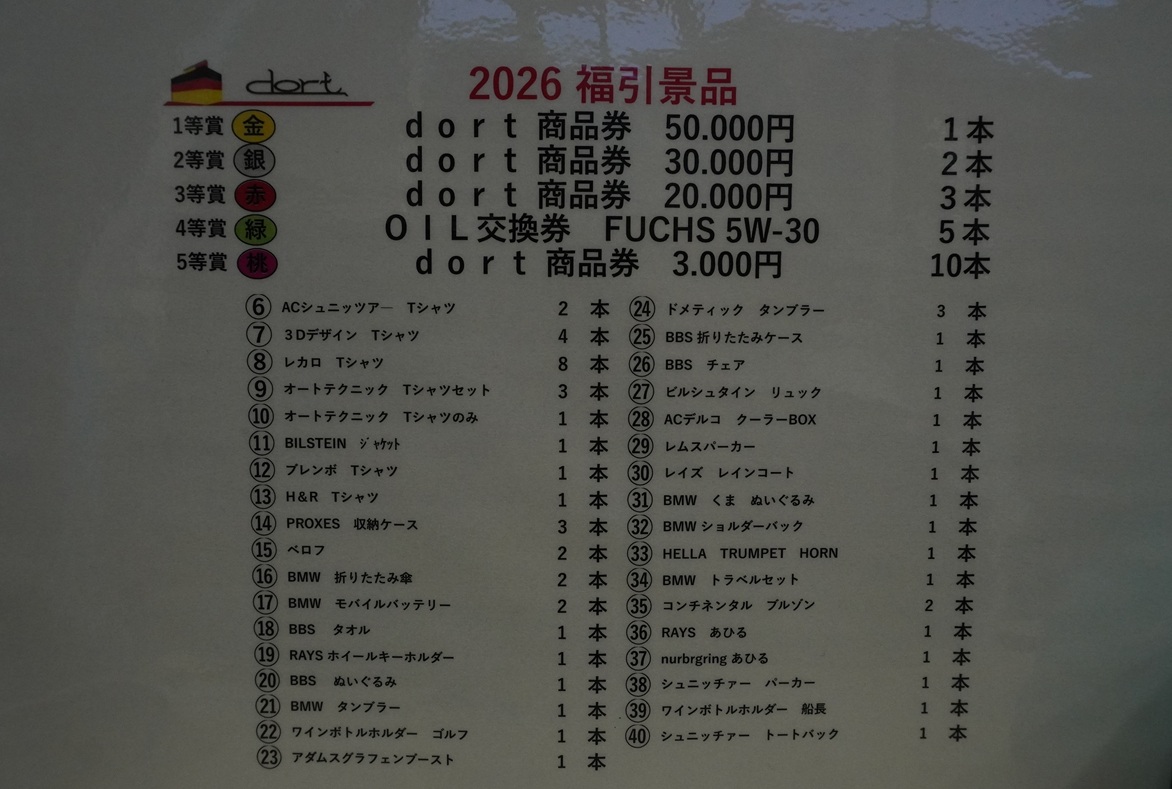 dort.
2026 福引景品
1等賞 金 dort 商品券 50.000円 1本
2等賞 銀 dort 商品券 30.000円 2本
3等賞 赤 dort 商品券 20.000円 3本
4等賞 緑 OIL交換券 FUCHS 5W-30 5本
5等賞 桃 dort 商品券 3.000円 10本
⑥ ACシュニッツアー Tシャツ 2 本
⑦ 3Dデザイン Tシャツ 4 本
⑧ レカロ Tシャツ 8 本
⑨ オートテクニック Tシャツセット 3 本
⑩ オートテクニック Tシャツのみ 1 本
⑪ BILSTEIN ジャケット 1 本
⑫ ブレンボ Tシャツ 1 本
⑬ H&R Tシャツ 1 本
⑭ PROXES 収納ケース 3 本
⑮ ベロフ 2 本
⑯ BMW 折りたたみ傘 2 本
⑰ BMW モバイルバッテリー 2 本
⑱ BBS タオル 1 本
⑲ RAYS ホイールキーホルダー 1 本
⑳ BBS ぬいぐるみ 1 本
㉑ BMW タンブラー 1 本
㉒ ワインボトルホルダー ゴルフ 1 本
㉓ アダムスグラフェンブースト 1 本
㉔ ドメティック タンブラー 3 本
㉕ BBS 折りたたみケース 1 本
㉖ BBS チェア 1 本
㉗ ビルシュタイン リュック 1 本
㉘ ACデルコ クーラーBOX 1 本
㉙ レムスパーカー 1 本
㉚ レイズ レインコート 1 本
㉛ BMW くま ぬいぐるみ 1 本
㉜ BMW ショルダーバック 1 本
㉝ HELLA TRUMPET HORN 1 本
㉞ BMW トラベルセット 1 本
㉟ コンチネンタル ブルゾン 2 本
㊱ RAYS あひる 1 本
㊲ nurbrgring あひる 1 本
㊳ シュニッチァー パーカー 1 本
㊴ ワインボトルホルダー 船長 1 本
㊵ シュニッチァー トートバック 1 本